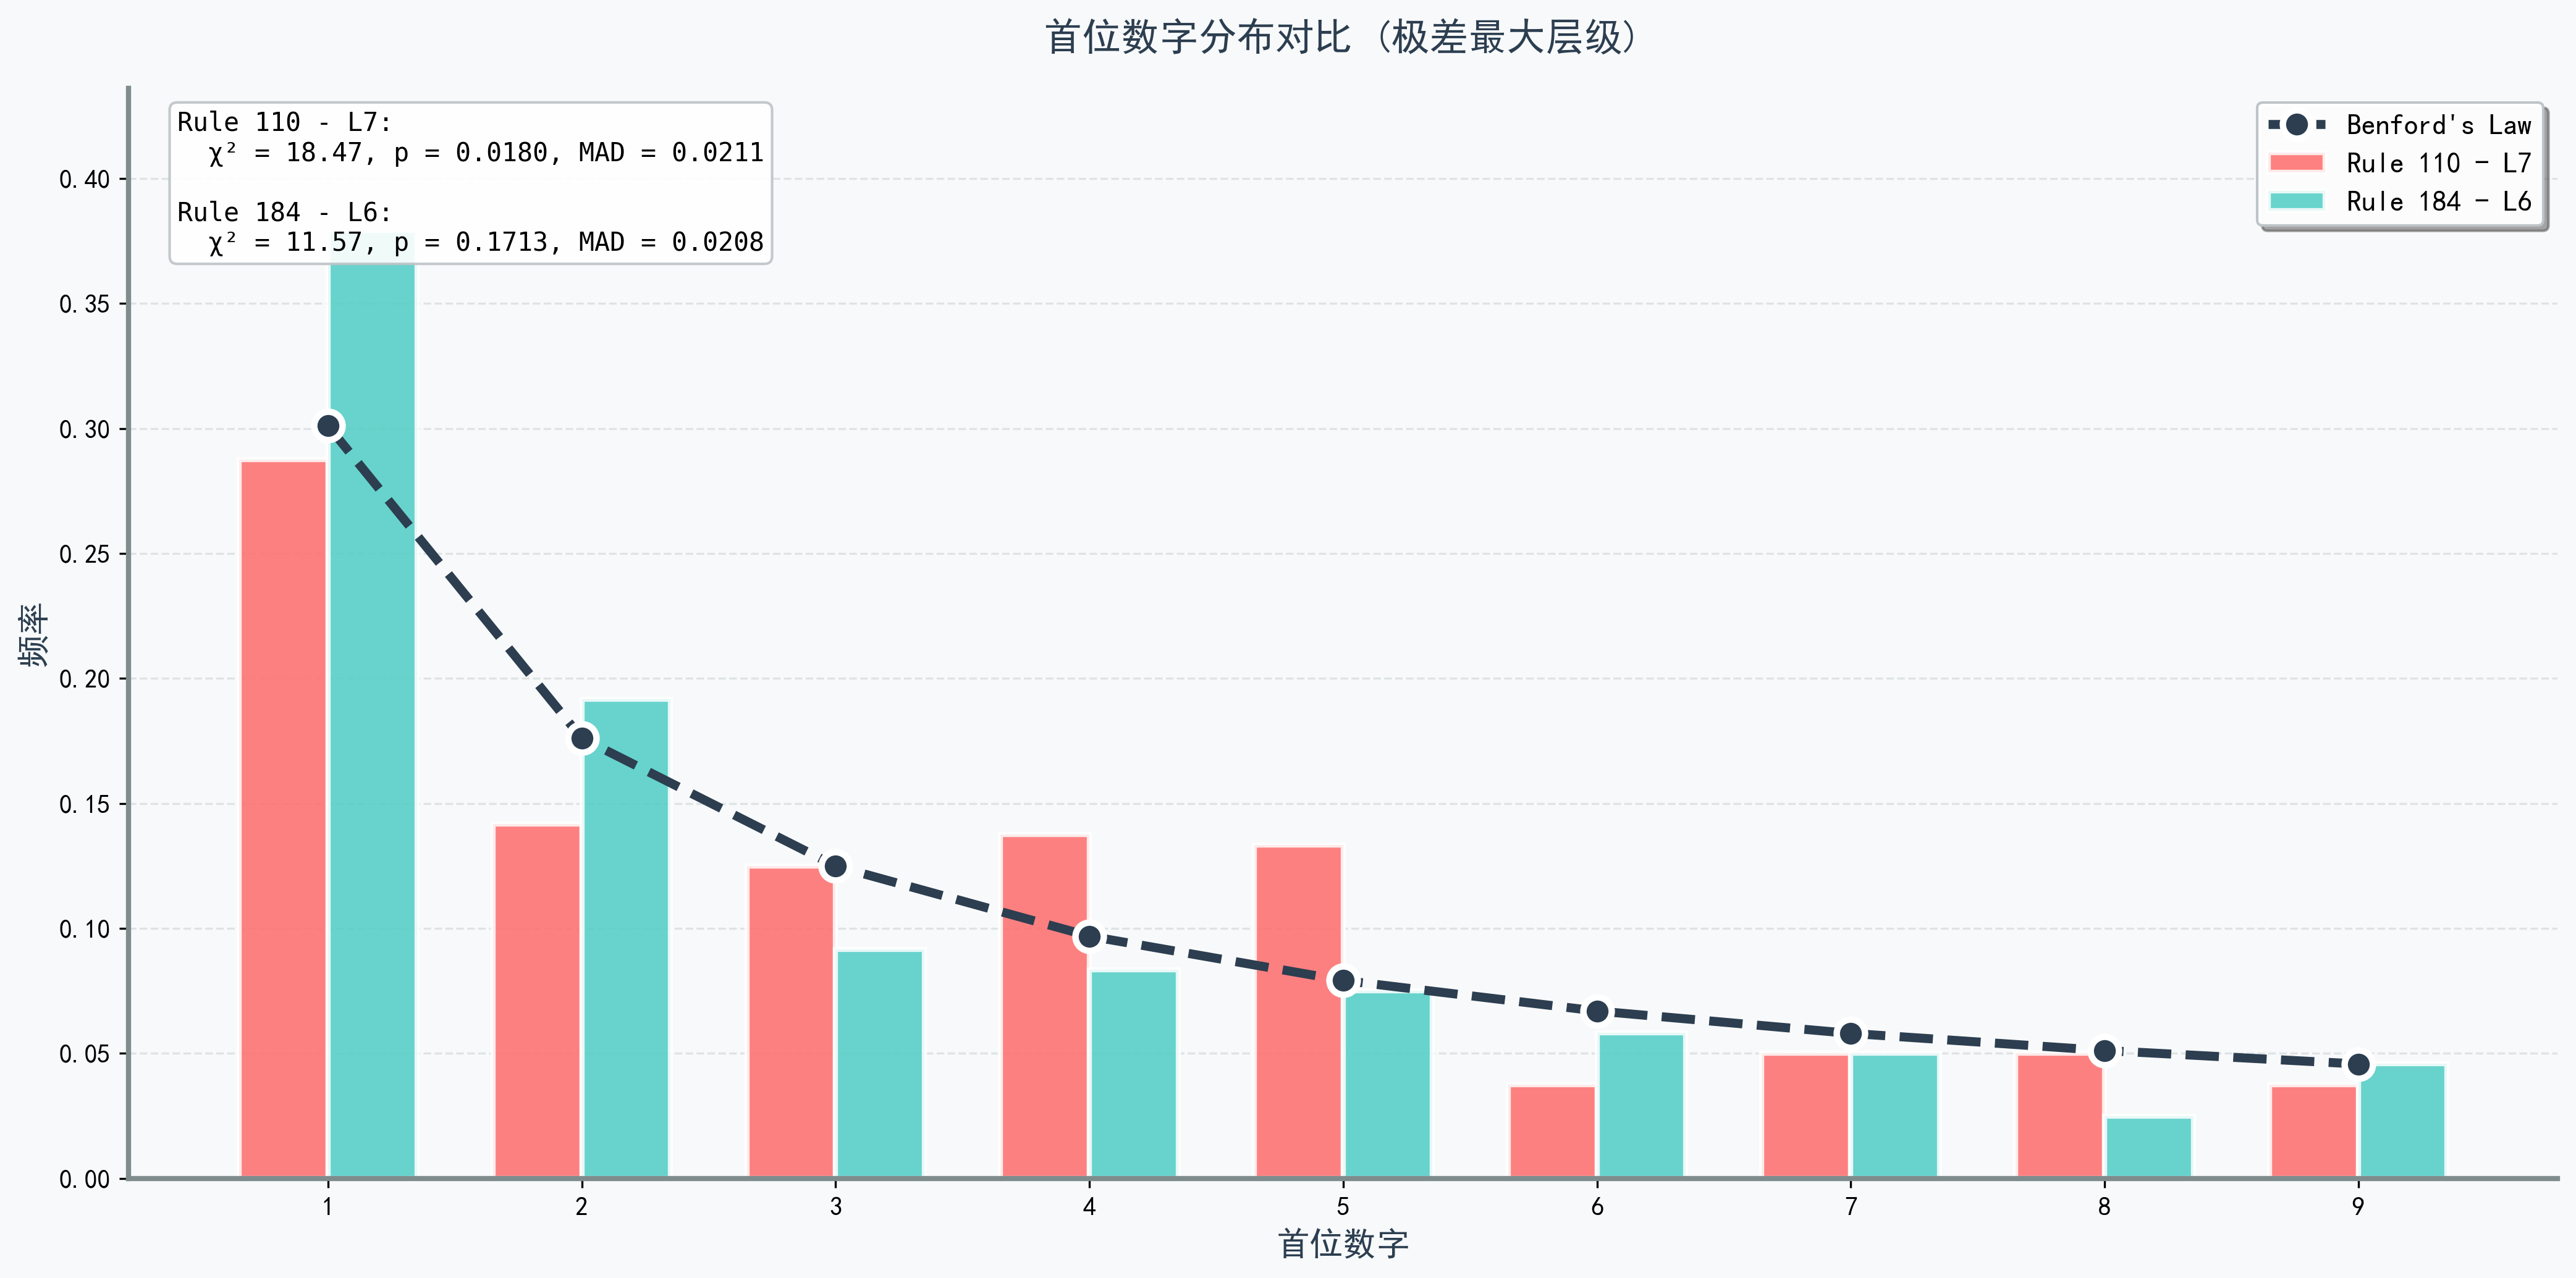 首位数字分布对比（极差最大层级）
Rule 110 - L7:
χ² = 18.47, p = 0.0180, MAD = 0.0211
Rule 184 - L6:
χ² = 11.57, p = 0.1713, MAD = 0.0208
Benford's Law
Rule 110 - L7
Rule 184 - L6
频率
0.40
0.35
0.30
0.25
0.20
0.15
0.10
0.05
0.00
1 2 3 4 5 6 7 8 9
首位数字